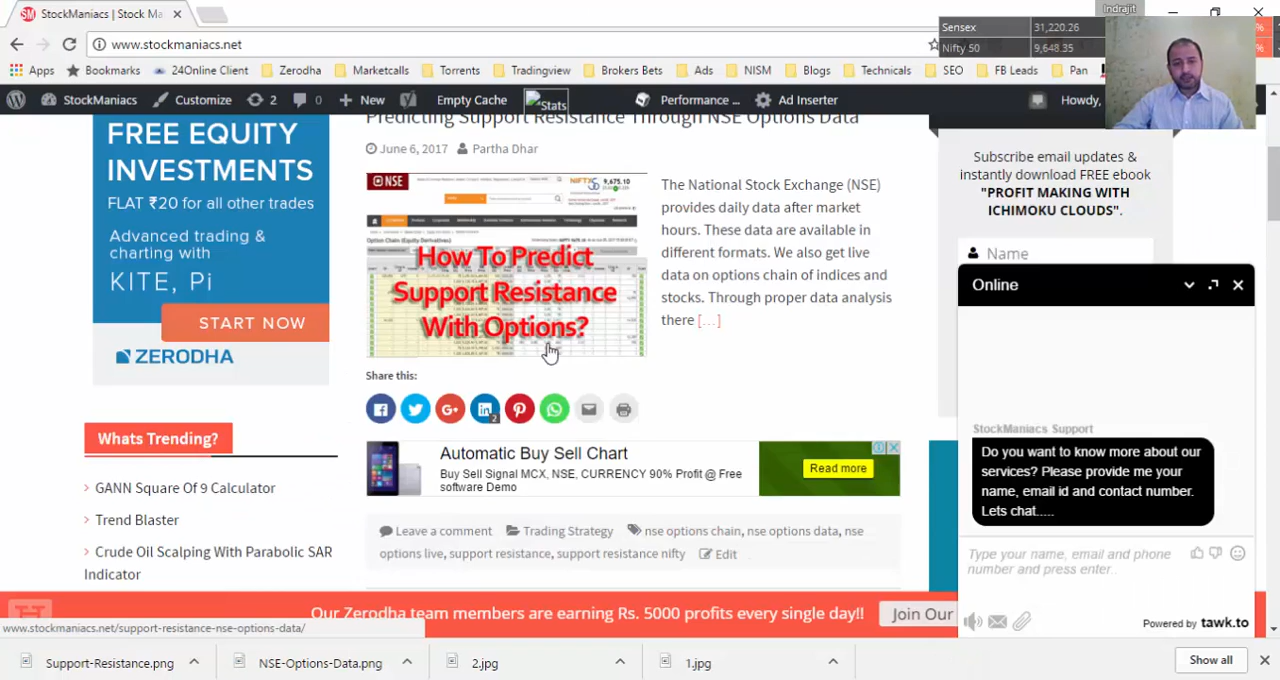 StockManiacs | Stock Ma
Indrajit
Sensex 31,220.26
Nifty 50 9,648.35
www.stockmaniacs.net
Apps Bookmarks 24Online Client Zerodha Marketcalls Torrents Tradingview Brokers Bets Ads NISM Blogs Technicals SEO FB Leads Pan
StockManiacs Customize 2 0 New Empty Cache Stats Performance ... Ad Inserter Howdy,
FREE EQUITY
INVESTMENTS
FLAT ₹20 for all other trades
Advanced trading &
charting with
KITE, Pi
START NOW
ZERODHA
Whats Trending?
GANN Square Of 9 Calculator
Trend Blaster
Crude Oil Scalping With Parabolic SAR
Indicator
Predicting Support Resistance Through NSE Options Data
June 6, 2017 Partha Dhar
NSE
9,675.10
Option Chain (Equity Derivatives)
How To Predict
Support Resistance
With Options?
The National Stock Exchange (NSE)
provides daily data after market
hours. These data are available in
different formats. We also get live
data on options chain of indices and
stocks. Through proper data analysis
there [...]
Share this:
2
Automatic Buy Sell Chart
Buy Sell Signal MCX, NSE, CURRENCY 90% Profit @ Free
software Demo
Read more
Leave a comment Trading Strategy nse options chain, nse options data, nse
options live, support resistance, support resistance nifty Edit
Subscribe email updates &
instantly download FREE ebook
"PROFIT MAKING WITH
ICHIMOKU CLOUDS".
Name
Online
StockManiacs Support
Do you want to know more about our
services? Please provide me your
name, email id and contact number.
Lets chat.....
Type your name, email and phone
number and press enter..
Powered by tawk.to
Our Zerodha team members are earning Rs. 5000 profits every single day!! Join Our
www.stockmaniacs.net/support-resistance-nse-options-data/
Support-Resistance.png NSE-Options-Data.png 2.jpg 1.jpg Show all